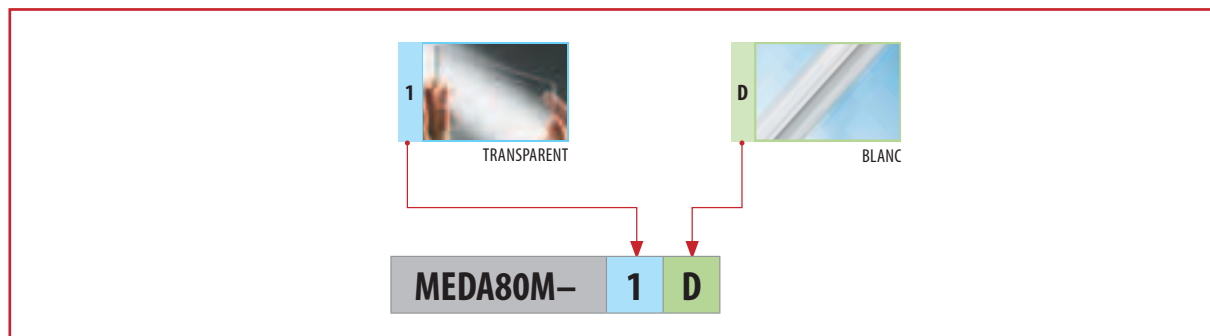 1
TRANSPARENT
D
BLANC
MEDA80M– 1 D